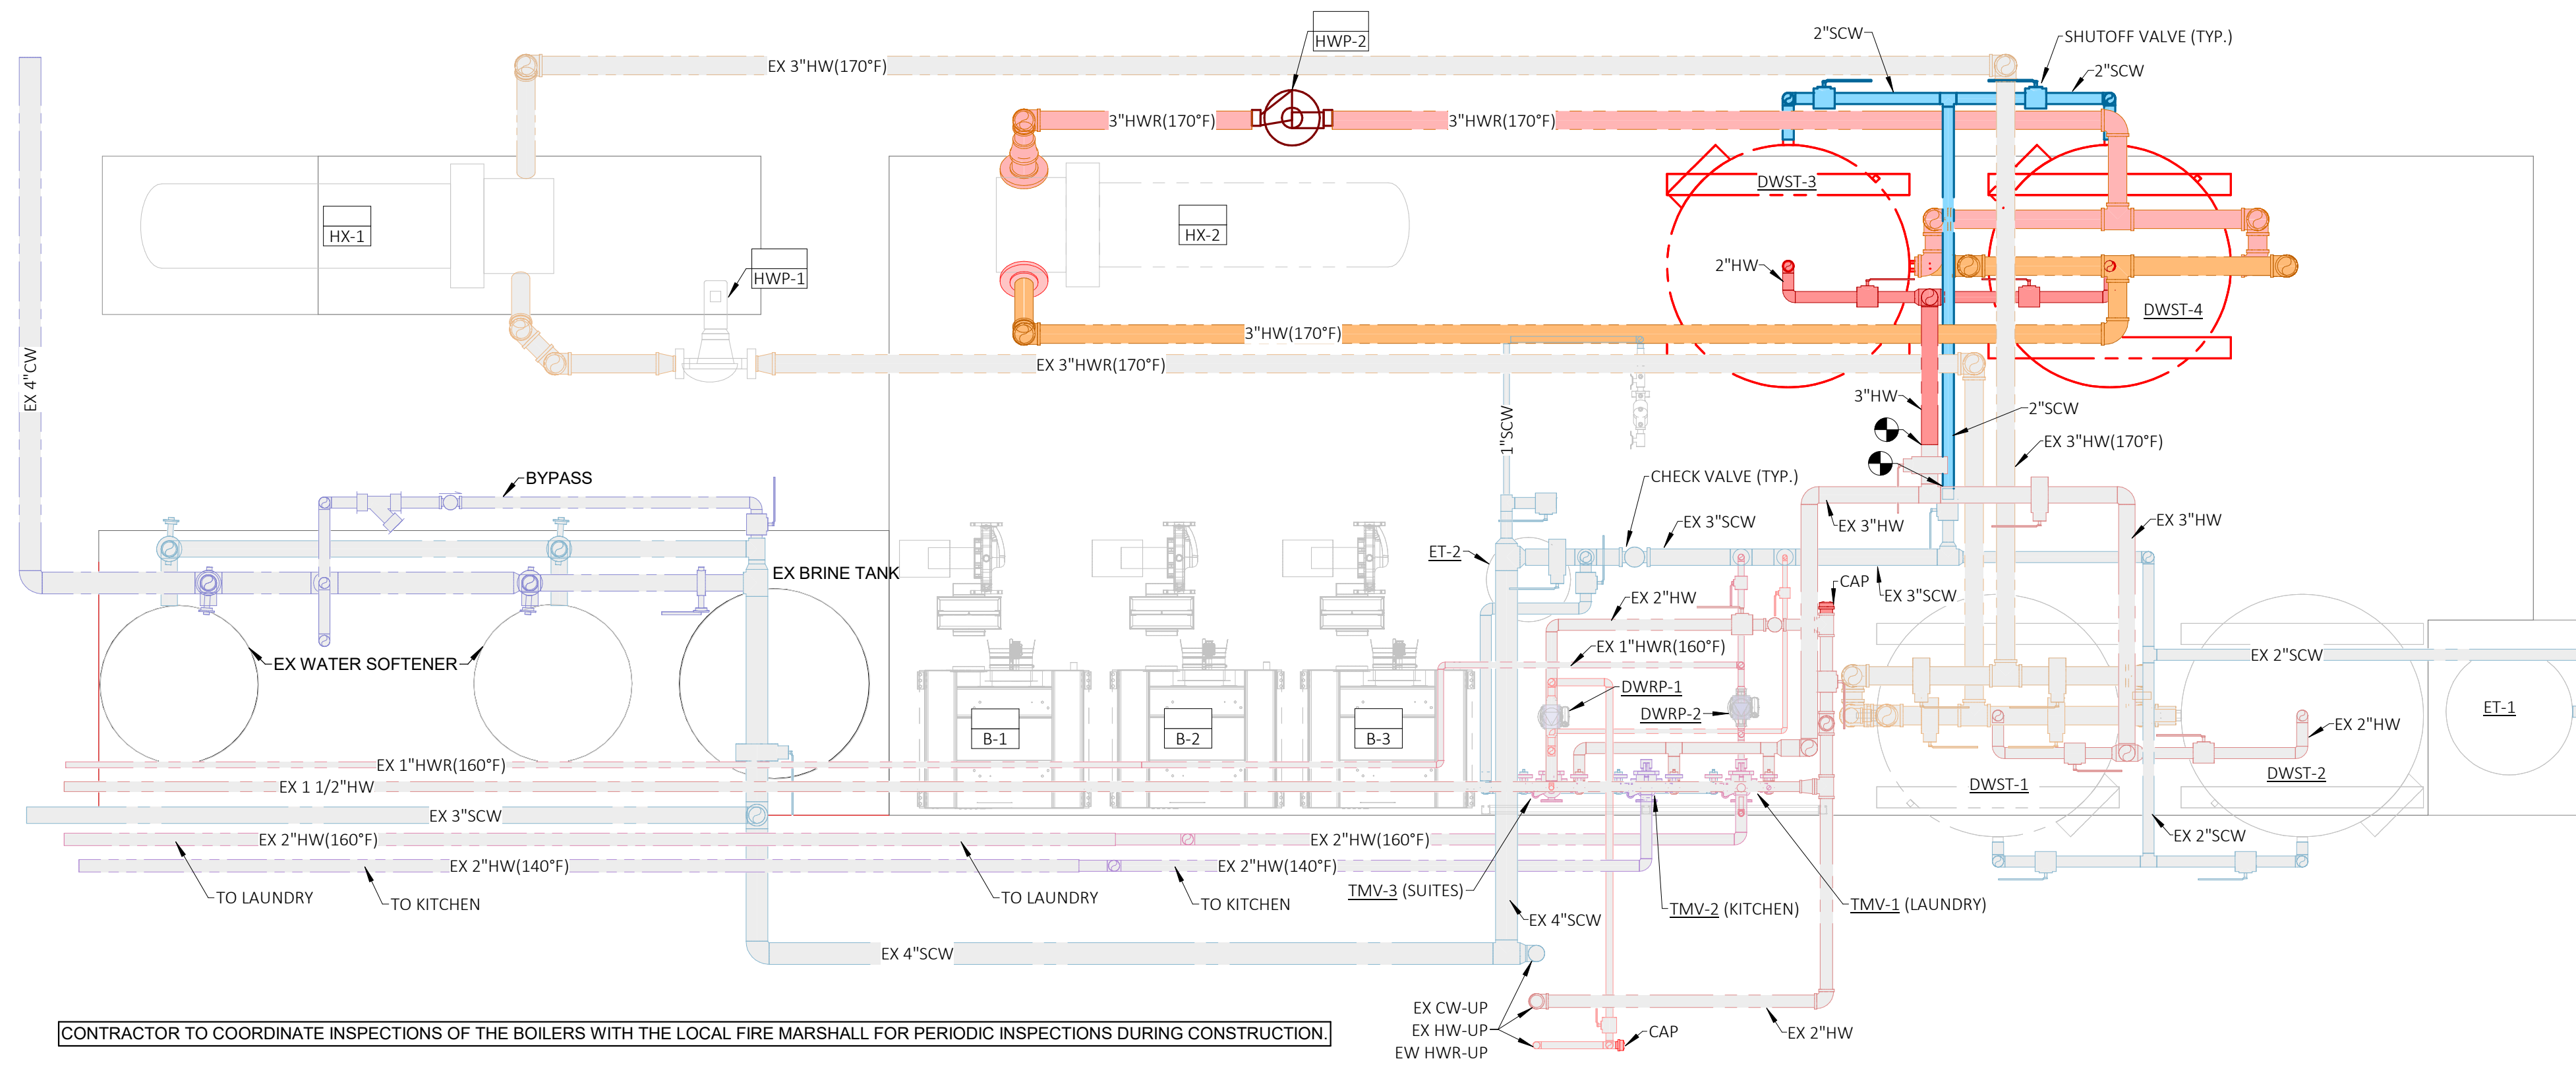 HWP-2
2"SCW
SHUTOFF VALVE (TYP.)
EX 3"HW(170°F)
2"SCW
3"HWR(170°F)
3"HWR(170°F)
DWST-3
HX-1
HX-2
HWP-1
2"HW
DWST-4
3"HW(170°F)
EX 3"HWR(170°F)
EX 4"CW
3"HW
2"SCW
1"SCW
EX 3"HW(170°F)
BYPASS
CHECK VALVE (TYP.)
EX 3"SCW
EX 3"HW
EX 3"HW
ET-2
EX BRINE TANK
CAP
EX 3"SCW
EX 2"HW
EX 1"HWR(160°F)
EX 2"SCW
EX WATER SOFTENER
DWRP-1
DWRP-2
ET-1
EX 2"HW
B-1
B-2
B-3
EX 1"HWR(160°F)
DWST-1
DWST-2
EX 1 1/2"HW
EX 3"SCW
EX 2"HW(160°F)
EX 2"HW(160°F)
EX 2"SCW
EX 2"HW(140°F)
EX 2"HW(140°F)
TO LAUNDRY
TO KITCHEN
TO LAUNDRY
TO KITCHEN
TMV-3 (SUITES)
TMV-2 (KITCHEN)
TMV-1 (LAUNDRY)
EX 4"SCW
EX 4"SCW
EX CW-UP
EX HW-UP
EW HWR-UP
CAP
EX 2"HW
CONTRACTOR TO COORDINATE INSPECTIONS OF THE BOILERS WITH THE LOCAL FIRE MARSHALL FOR PERIODIC INSPECTIONS DURING CONSTRUCTION.